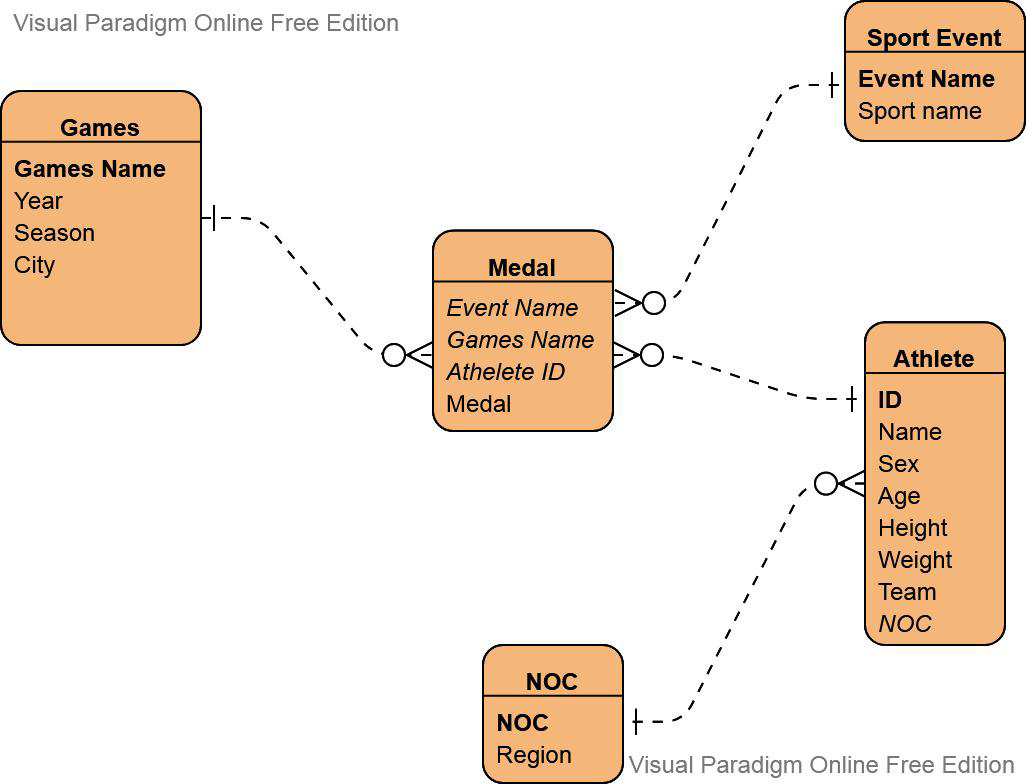 Visual Paradigm Online Free Edition
Sport Event
Event Name
Sport name
Games
Games Name
Year
Season
City
Medal
Event Name
Games Name
Athelete ID
Medal
Athlete
ID
Name
Sex
Age
Height
Weight
Team
NOC
NOC
NOC
Region
Visual Paradigm Online Free Edition